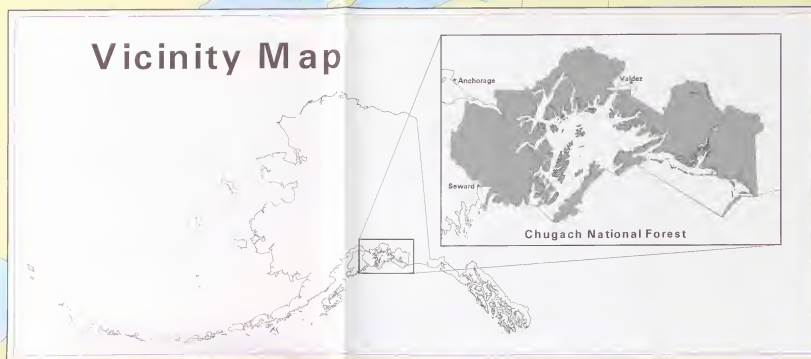 Vicinity Map
Anchorage
Valdez
Seward
Chugach National Forest